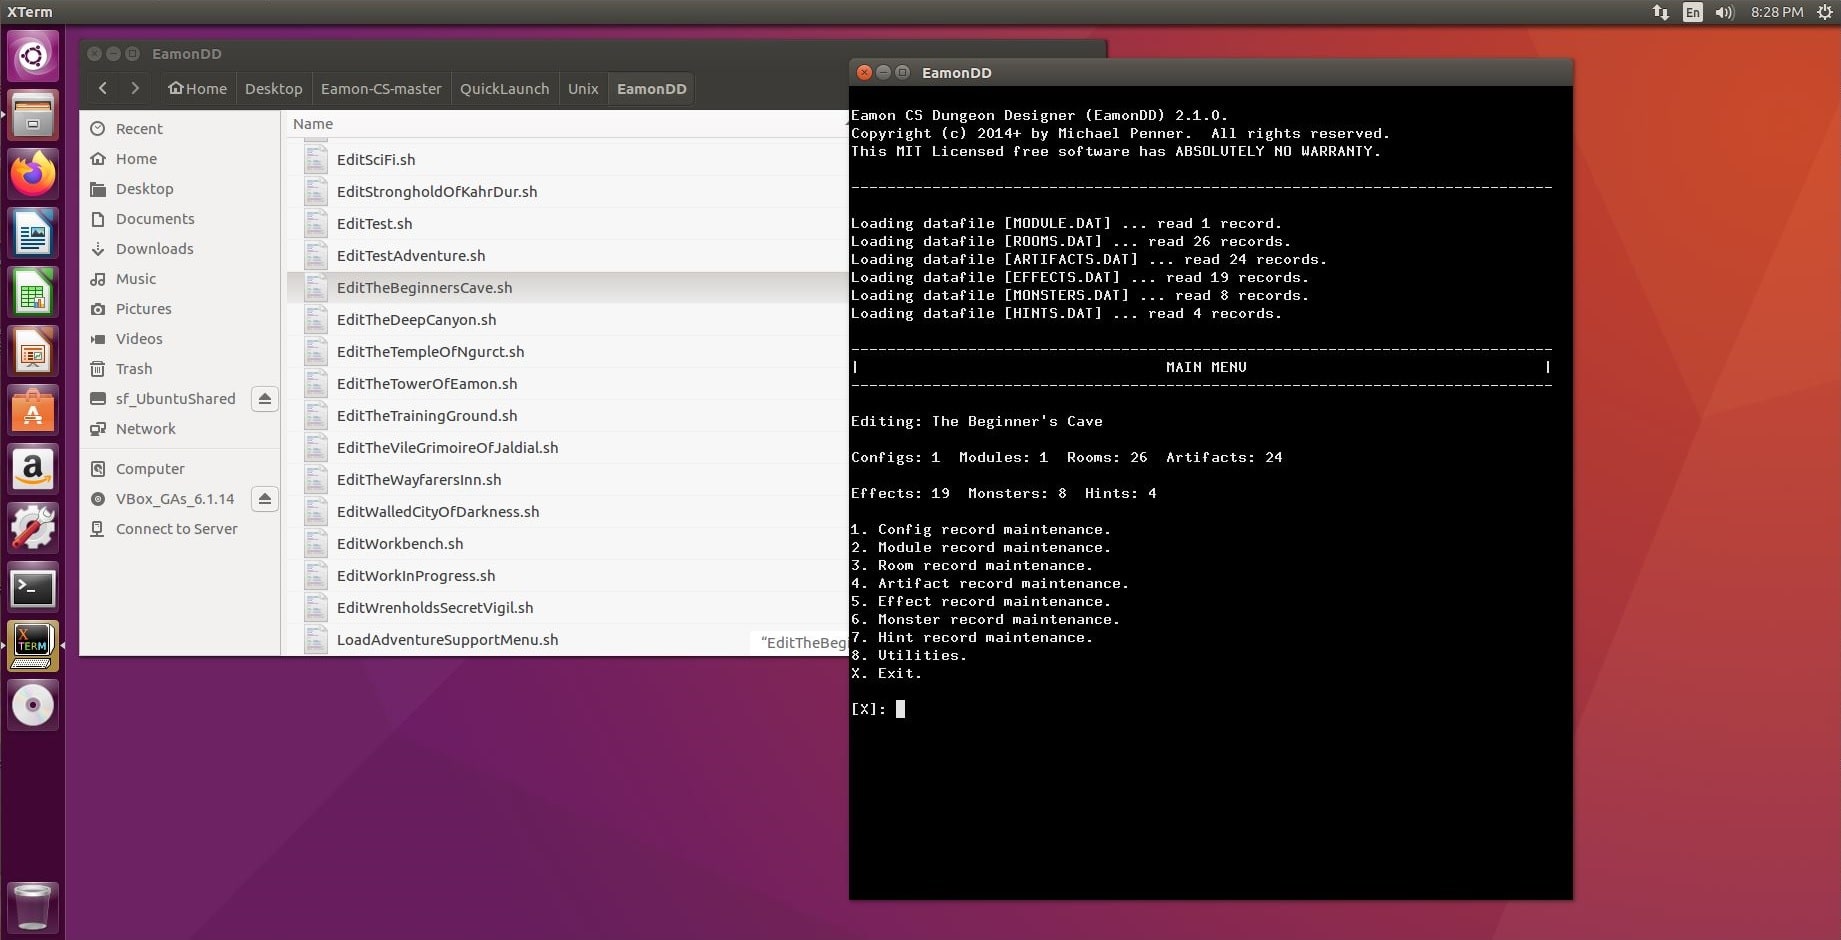 XTerm
En
8:28 PM
EamonDD
Home
Desktop
Eamon-CS-master
QuickLaunch
Unix
EamonDD
Recent
Home
Desktop
Documents
Downloads
Music
Pictures
Videos
Trash
sf_UbuntuShared
Network
Computer
VBox_GAs_6.1.14
Connect to Server
Name
EditSciFi.sh
EditStrongholdOfKahrDur.sh
EditTest.sh
EditTestAdventure.sh
EditTheBeginnersCave.sh
EditTheDeepCanyon.sh
EditTheTempleOfNgurct.sh
EditTheTowerOfEamon.sh
EditTheTrainingGround.sh
EditTheVileGrimoireOfJaldial.sh
EditTheWayfarersInn.sh
EditWalledCityOfDarkness.sh
EditWorkbench.sh
EditWorkInProgress.sh
EditWrenholdsSecretVigil.sh
LoadAdventureSupportMenu.sh
“EditTheBegi
a
X
TERM
>_
EamonDD
Eamon CS Dungeon Designer (EamonDD) 2.1.0.
Copyright (c) 2014+ by Michael Penner.  All rights reserved.
This MIT Licensed free software has ABSOLUTELY NO WARRANTY.
------------------------------------------------------------------------------
Loading datafile [MODULE.DAT] ... read 1 record.
Loading datafile [ROOMS.DAT] ... read 26 records.
Loading datafile [ARTIFACTS.DAT] ... read 24 records.
Loading datafile [EFFECTS.DAT] ... read 19 records.
Loading datafile [MONSTERS.DAT] ... read 8 records.
Loading datafile [HINTS.DAT] ... read 4 records.
------------------------------------------------------------------------------
|                                  MAIN MENU                                 |
------------------------------------------------------------------------------
Editing: The Beginner's Cave
Configs: 1  Modules: 1  Rooms: 26  Artifacts: 24
Effects: 19  Monsters: 8  Hints: 4
1. Config record maintenance.
2. Module record maintenance.
3. Room record maintenance.
4. Artifact record maintenance.
5. Effect record maintenance.
6. Monster record maintenance.
7. Hint record maintenance.
8. Utilities.
X. Exit.
[X]: